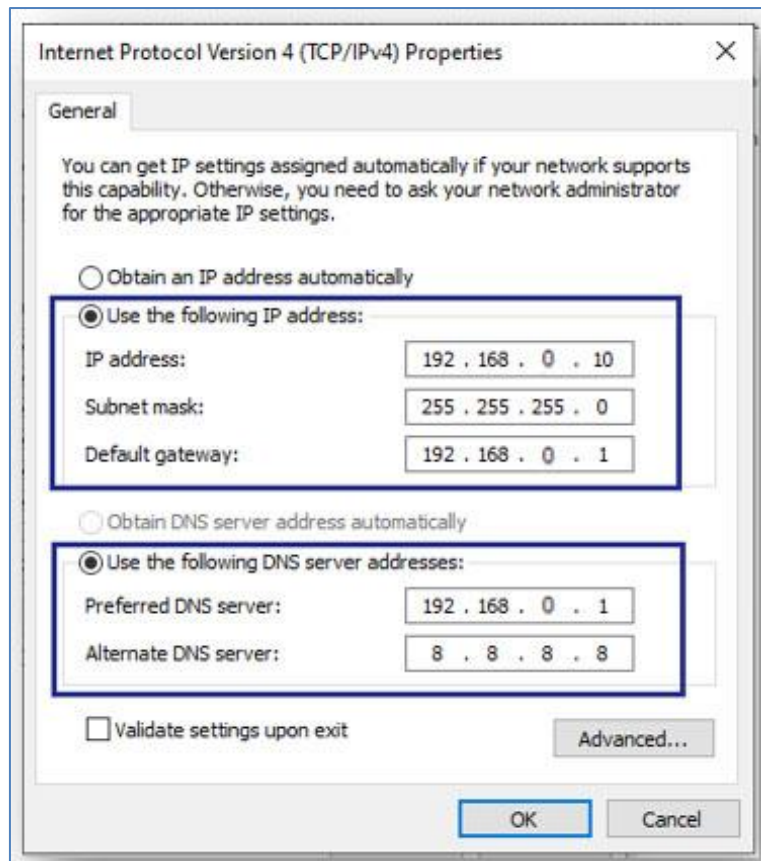 Internet Protocol Version 4 (TCP/IPv4) Properties
General
You can get IP settings assigned automatically if your network supports
this capability. Otherwise, you need to ask your network administrator
for the appropriate IP settings.
Obtain an IP address automatically
Use the following IP address:
IP address: 192 . 168 . 0 . 10
Subnet mask: 255 . 255 . 255 . 0
Default gateway: 192 . 168 . 0 . 1
Obtain DNS server address automatically
Use the following DNS server addresses:
Preferred DNS server: 192 . 168 . 0 . 1
Alternate DNS server: 8 . 8 . 8 . 8
Validate settings upon exit
Advanced...
OK Cancel